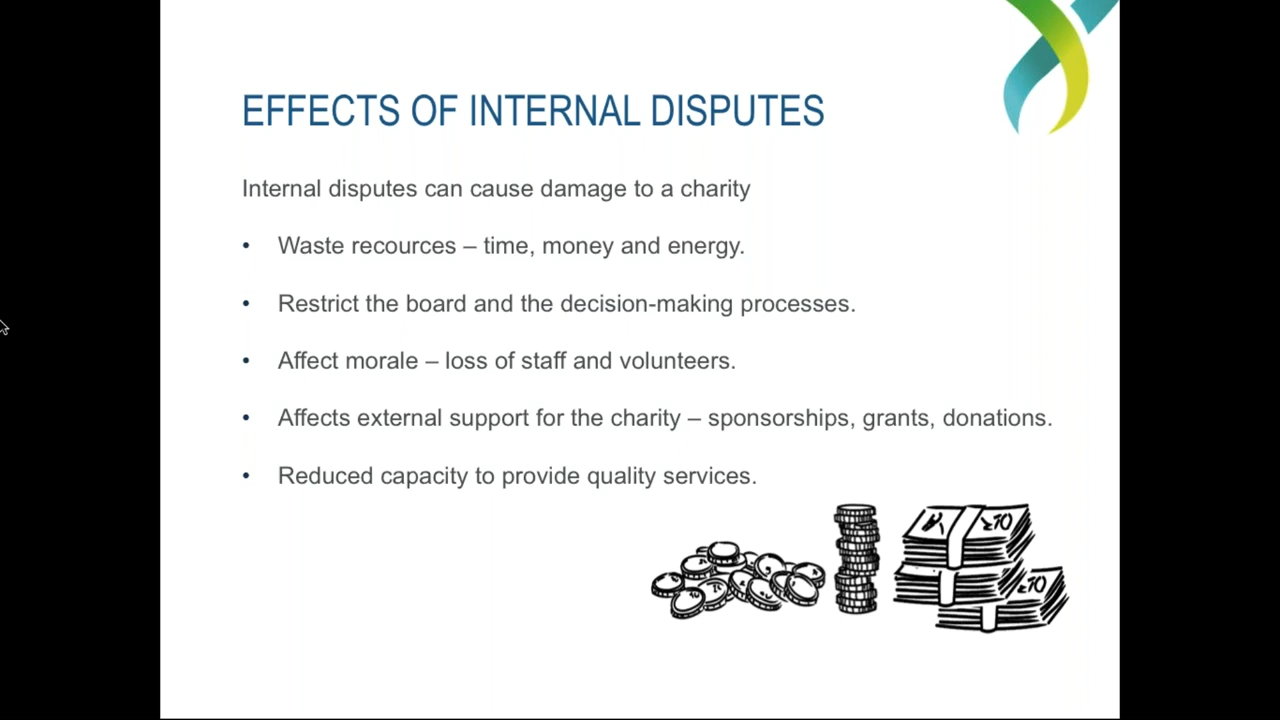 EFFECTS OF INTERNAL DISPUTES
Internal disputes can cause damage to a charity
• Waste recources – time, money and energy.
• Restrict the board and the decision-making processes.
• Affect morale – loss of staff and volunteers.
• Affects external support for the charity – sponsorships, grants, donations.
• Reduced capacity to provide quality services.